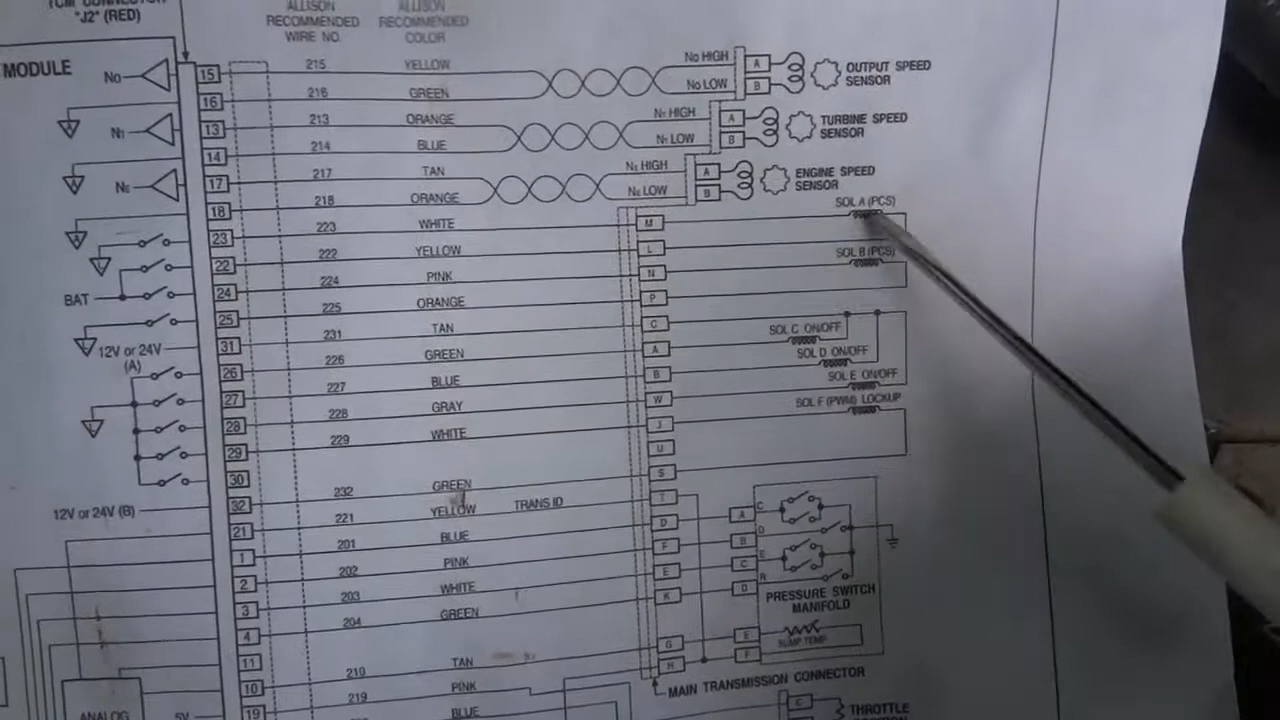 TCM CONNECTOR
"J2" (RED)
ALLISON
RECOMMENDED
WIRE NO.
ALLISON
RECOMMENDED
COLOR
MODULE
No
15 215 YELLOW No HIGH A
16 216 GREEN No LOW B
OUTPUT SPEED
SENSOR
N1
13 213 ORANGE NT HIGH A
14 214 BLUE NT LOW B
TURBINE SPEED
SENSOR
NE
17 217 TAN NE HIGH A
18 218 ORANGE NE LOW B
ENGINE SPEED
SENSOR
23 223 WHITE M SOL A (PCS)
22 222 YELLOW L
BAT
24 224 PINK N SOL B (PCS)
25 225 ORANGE P
12V or 24V
(A)
31 231 TAN C
26 226 GREEN A SOL C ON/OFF
27 227 BLUE B SOL D ON/OFF
28 228 GRAY W SOL E ON/OFF
29 229 WHITE J SOL F (PWM) LOCKUP
30 U
12V or 24V (B)
32 232 GREEN S
21 221 YELLOW TRANS ID T
1 201 BLUE D A C
2 202 PINK F B D
3 203 WHITE E C E
4 204 GREEN K D R
PRESSURE SWITCH
MANIFOLD
11 G E
SUMP TEMP
10 210 TAN H F
MAIN TRANSMISSION CONNECTOR
19 219 PINK
ANALOG
5V
BLUE
C
THROTTLE